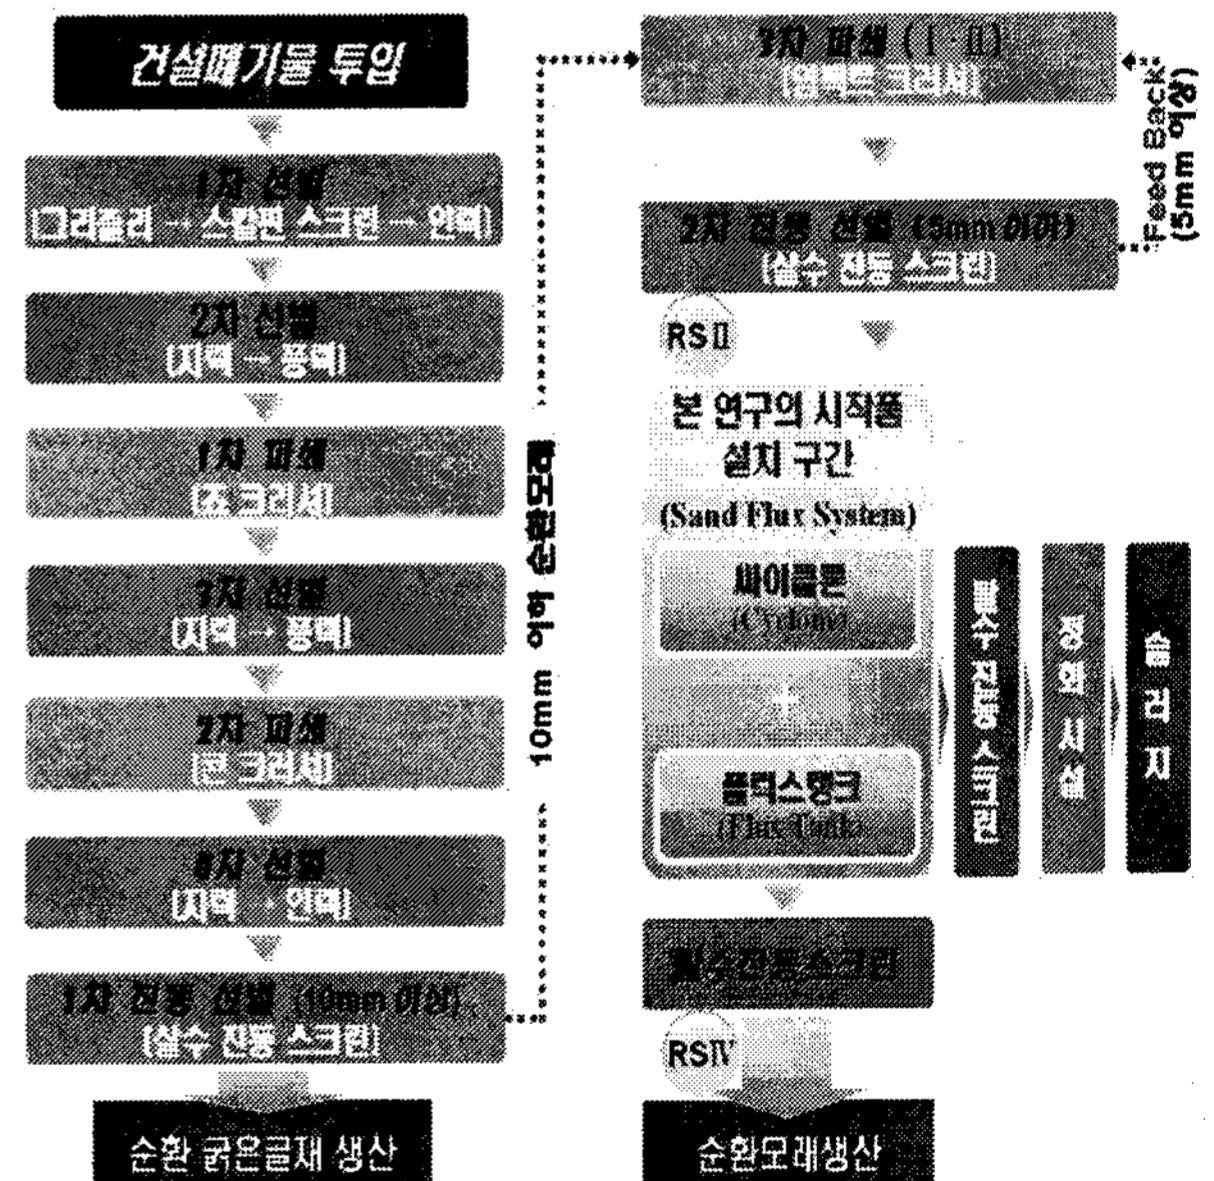 건설폐기물 투입
1차 선별
(그리즐리 → 스칼핀 스크린 → 인력)
2차 선별
(자력 → 풍력)
1차 파쇄
(죠 크러셔)
3차 선별
(자력 → 풍력)
2차 파쇄
(콘 크러셔)
차 선별
(자력 → 인력)
1차 진동 선별 (10mm 이상)
(살수 진동 스크린)
순환 굵은골재 생산
10mm 이하 순환모래
3차 파쇄 (Ⅰ·Ⅱ)
(임팩트 크러셔)
Feed Back
(5mm 이상)
2차 진동 선별 (5mm 이하)
(살수 진동 스크린)
RSⅡ
본 연구의 시작품
설치 구간
(Sand Flux System)
싸이클론
(Cyclone)
+
플럭스탱크
(Flux Tank)
탈수진동스크린
정화시설
슬러지
탈수진동스크린
RSⅣ
순환모래생산